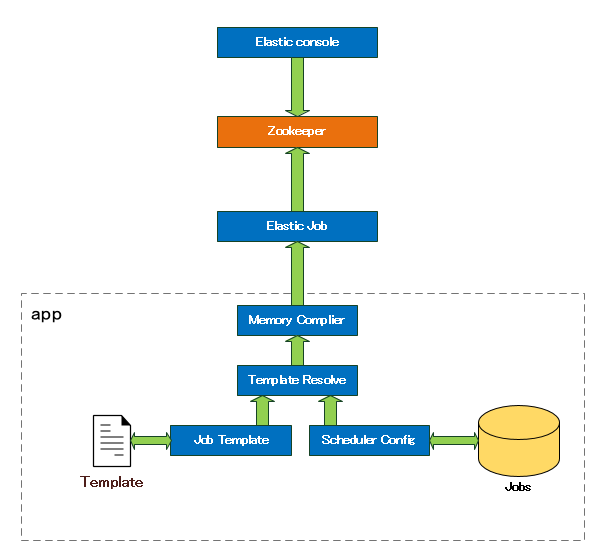 Elastic console
Zookeeper
Elastic Job
app
Memory Complier
Template Resolve
Job Template
Scheduler Config
Template
Jobs